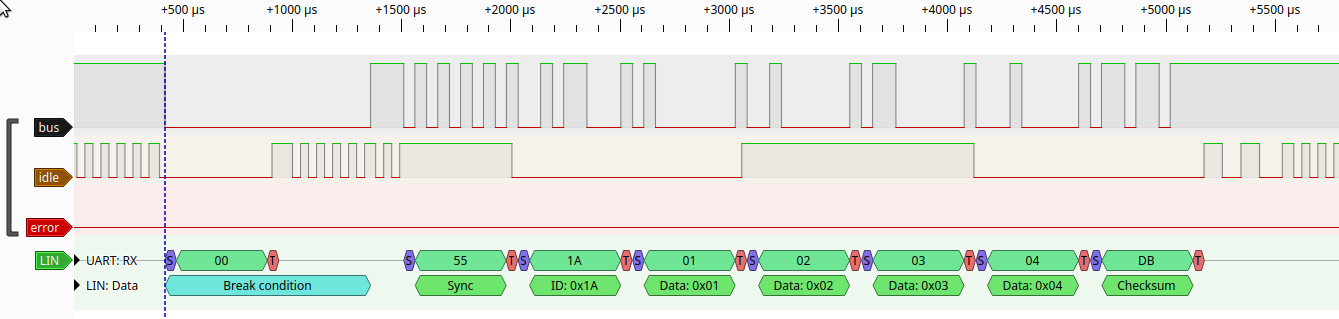 +500 µs +1000 µs +1500 µs +2000 µs +2500 µs +3000 µs +3500 µs +4000 µs +4500 µs +5000 µs +5500 µs
bus
idle
error
LIN UART: RX S 00 T S 55 T S 1A T S 01 T S 02 T S 03 T S 04 T S DB T
LIN: Data Break condition Sync ID: 0x1A Data: 0x01 Data: 0x02 Data: 0x03 Data: 0x04 Checksum